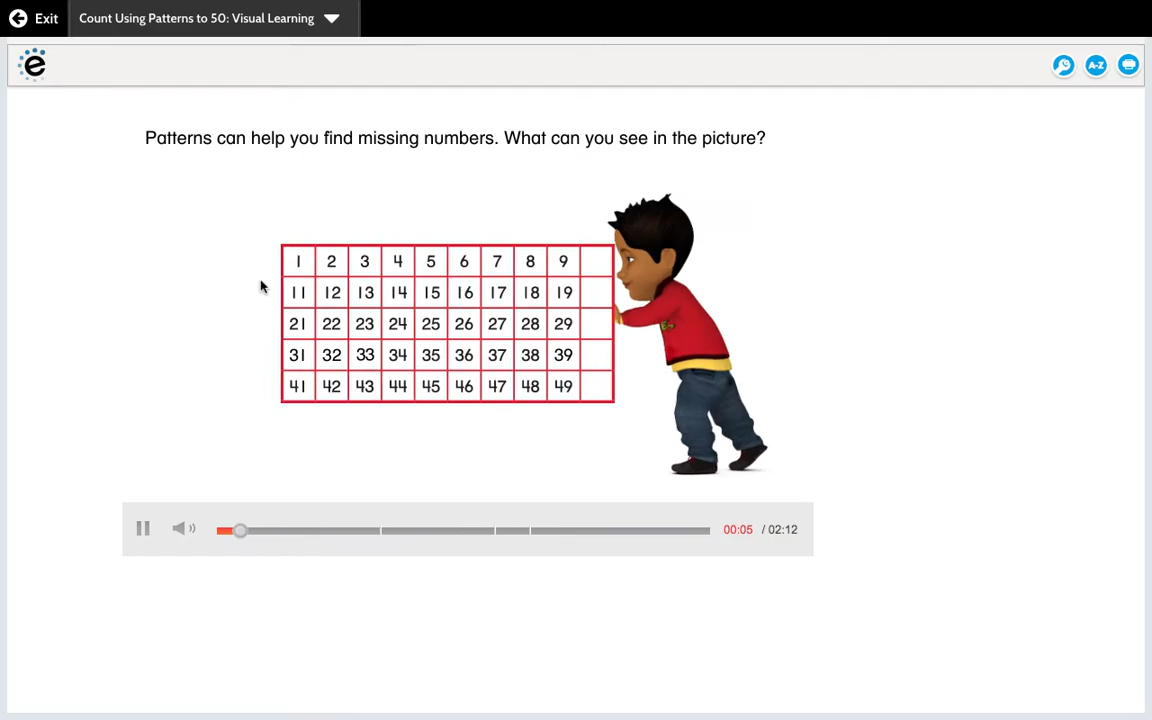 Exit
Count Using Patterns to 50: Visual Learning
e
A-Z
Patterns can help you find missing numbers. What can you see in the picture?
1 2 3 4 5 6 7 8 9
11 12 13 14 15 16 17 18 19
21 22 23 24 25 26 27 28 29
31 32 33 34 35 36 37 38 39
41 42 43 44 45 46 47 48 49
00:05 / 02:12